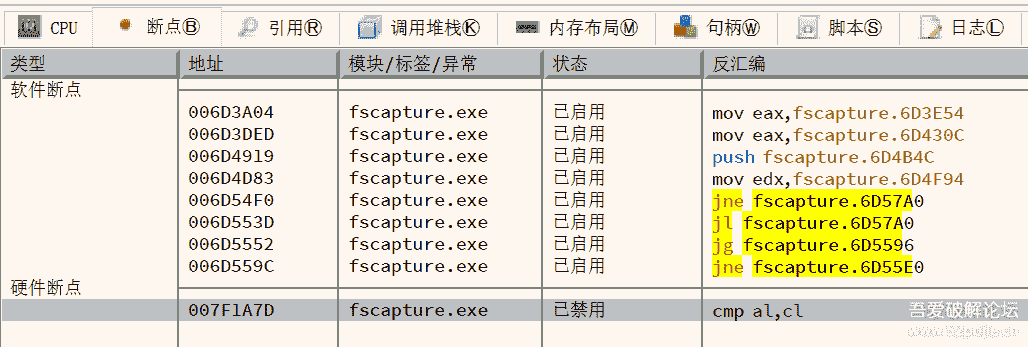 CPU 断点Ⓑ 引用Ⓡ 调用堆栈Ⓚ 内存布局Ⓜ 句柄Ⓦ 脚本Ⓢ 日志Ⓛ
类型 地址 模块/标签/异常 状态 反汇编
软件断点
006D3A04 fscapture.exe 已启用 mov eax,fscapture.6D3E54
006D3DED fscapture.exe 已启用 mov eax,fscapture.6D430C
006D4919 fscapture.exe 已启用 push fscapture.6D4B4C
006D4D83 fscapture.exe 已启用 mov edx,fscapture.6D4F94
006D54F0 fscapture.exe 已启用 jne fscapture.6D57A0
006D553D fscapture.exe 已启用 jl fscapture.6D57A0
006D5552 fscapture.exe 已启用 jg fscapture.6D5596
006D559C fscapture.exe 已启用 jne fscapture.6D55E0
硬件断点
007F1A7D fscapture.exe 已禁用 cmp al,cl
吾爱破解论坛